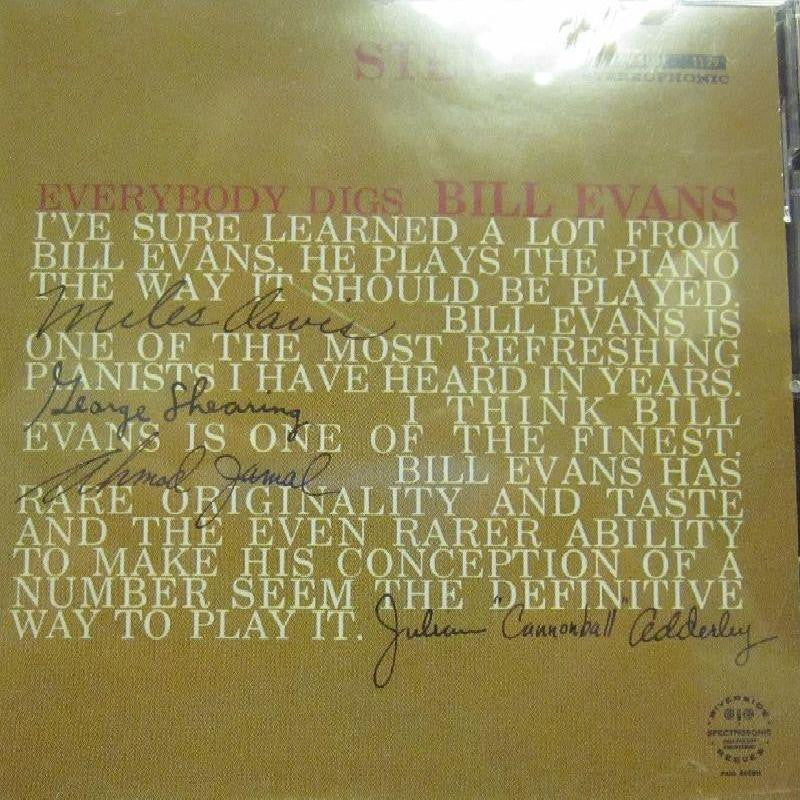 STEREOPHONIC
EVERYBODY DIGS BILL EVANS
I'VE SURE LEARNED A LOT FROM
BILL EVANS. HE PLAYS THE PIANO
THE WAY IT SHOULD BE PLAYED.
Miles Davis BILL EVANS IS
ONE OF THE MOST REFRESHING
PIANISTS I HAVE HEARD IN YEARS.
George Shearing I THINK BILL
EVANS IS ONE OF THE FINEST.
Ahmad Jamal BILL EVANS HAS
RARE ORIGINALITY AND TASTE
AND THE EVEN RARER ABILITY
TO MAKE HIS CONCEPTION OF A
NUMBER SEEM THE DEFINITIVE
WAY TO PLAY IT. Julian "Cannonball" Adderley
RIVERSIDE
SPECTROSONIC
REEVES